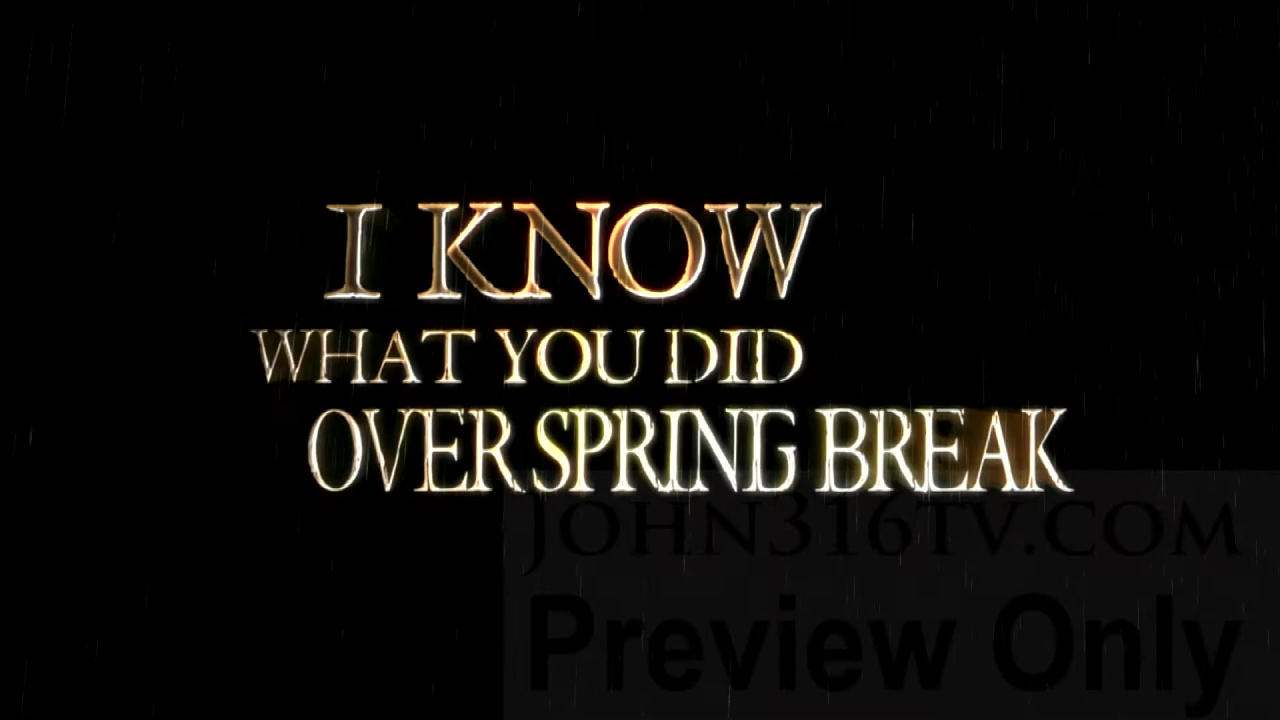 I KNOW
WHAT YOU DID
OVER SPRING BREAK
JOHN316TV.COM
Preview Only